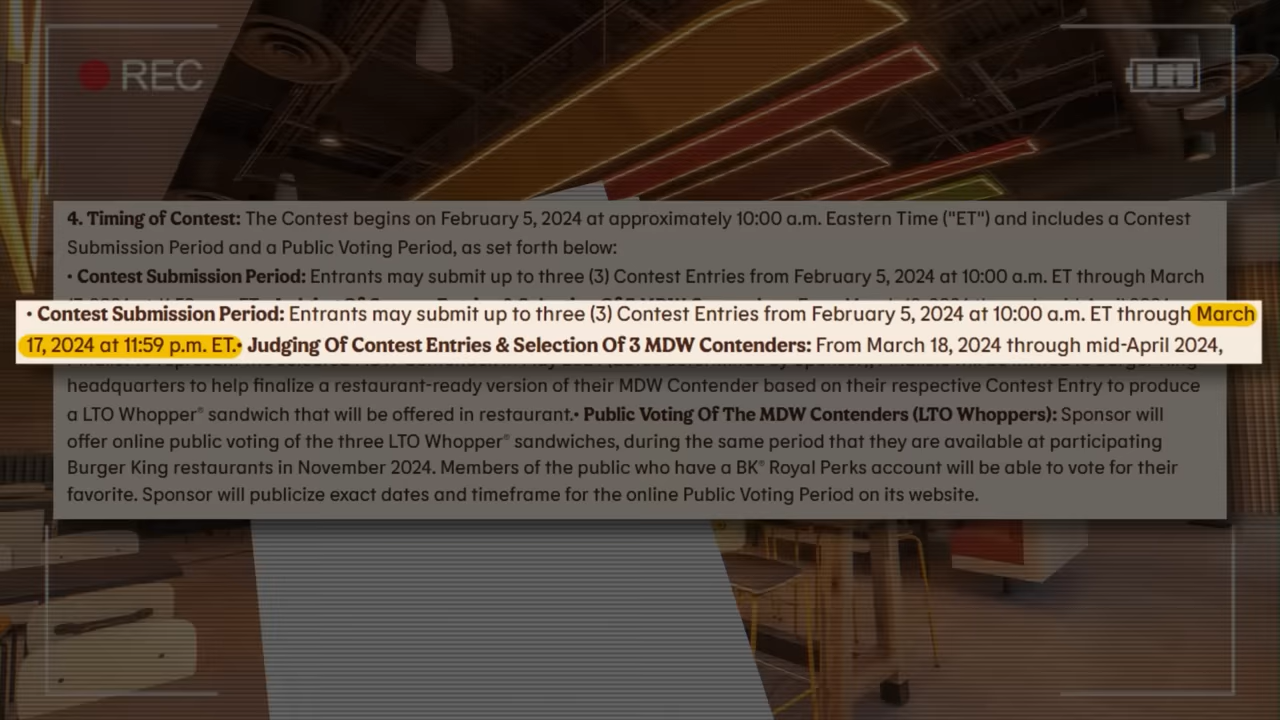 REC
4. Timing of Contest: The Contest begins on February 5, 2024 at approximately 10:00 a.m. Eastern Time ("ET") and includes a Contest
Submission Period and a Public Voting Period, as set forth below:
• Contest Submission Period: Entrants may submit up to three (3) Contest Entries from February 5, 2024 at 10:00 a.m. ET through March
• Contest Submission Period: Entrants may submit up to three (3) Contest Entries from February 5, 2024 at 10:00 a.m. ET through March
17, 2024 at 11:59 p.m. ET.• Judging Of Contest Entries & Selection Of 3 MDW Contenders: From March 18, 2024 through mid-April 2024,
headquarters to help finalize a restaurant-ready version of their MDW Contender based on their respective Contest Entry to produce
a LTO Whopper® sandwich that will be offered in restaurant.• Public Voting Of The MDW Contenders (LTO Whoppers): Sponsor will
offer online public voting of the three LTO Whopper® sandwiches, during the same period that they are available at participating
Burger King restaurants in November 2024. Members of the public who have a BK® Royal Perks account will be able to vote for their
favorite. Sponsor will publicize exact dates and timeframe for the online Public Voting Period on its website.